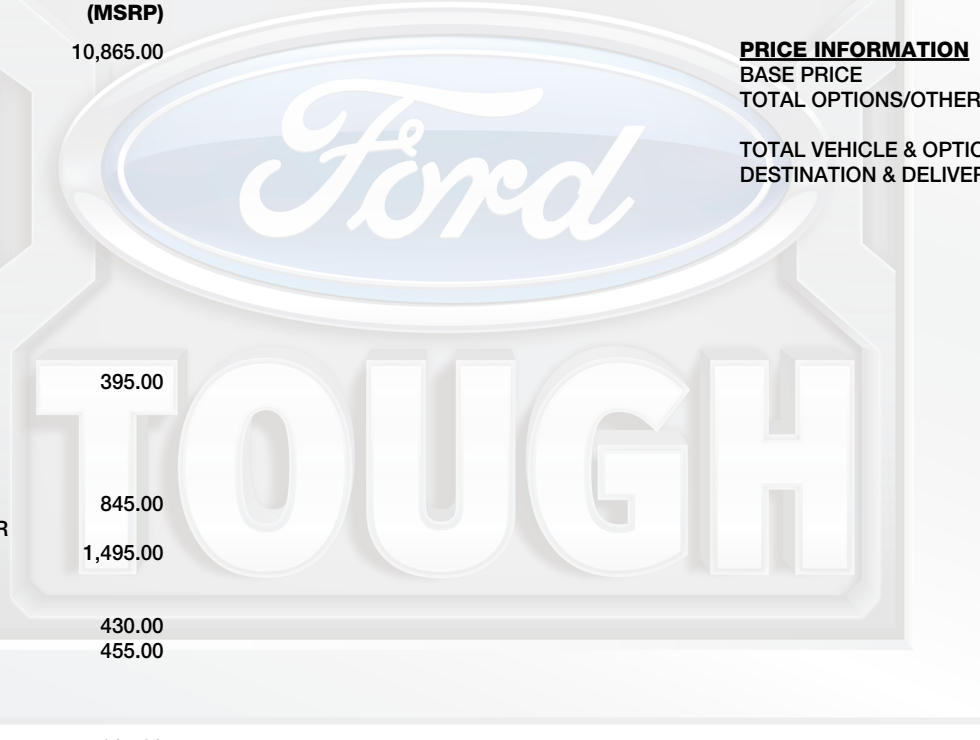 (MSRP)
10,865.00
395.00
845.00
R
1,495.00
430.00
455.00
PRICE INFORMATION
BASE PRICE
TOTAL OPTIONS/OTHER
TOTAL VEHICLE & OPTIO
DESTINATION & DELIVER
Ford
TOUGH